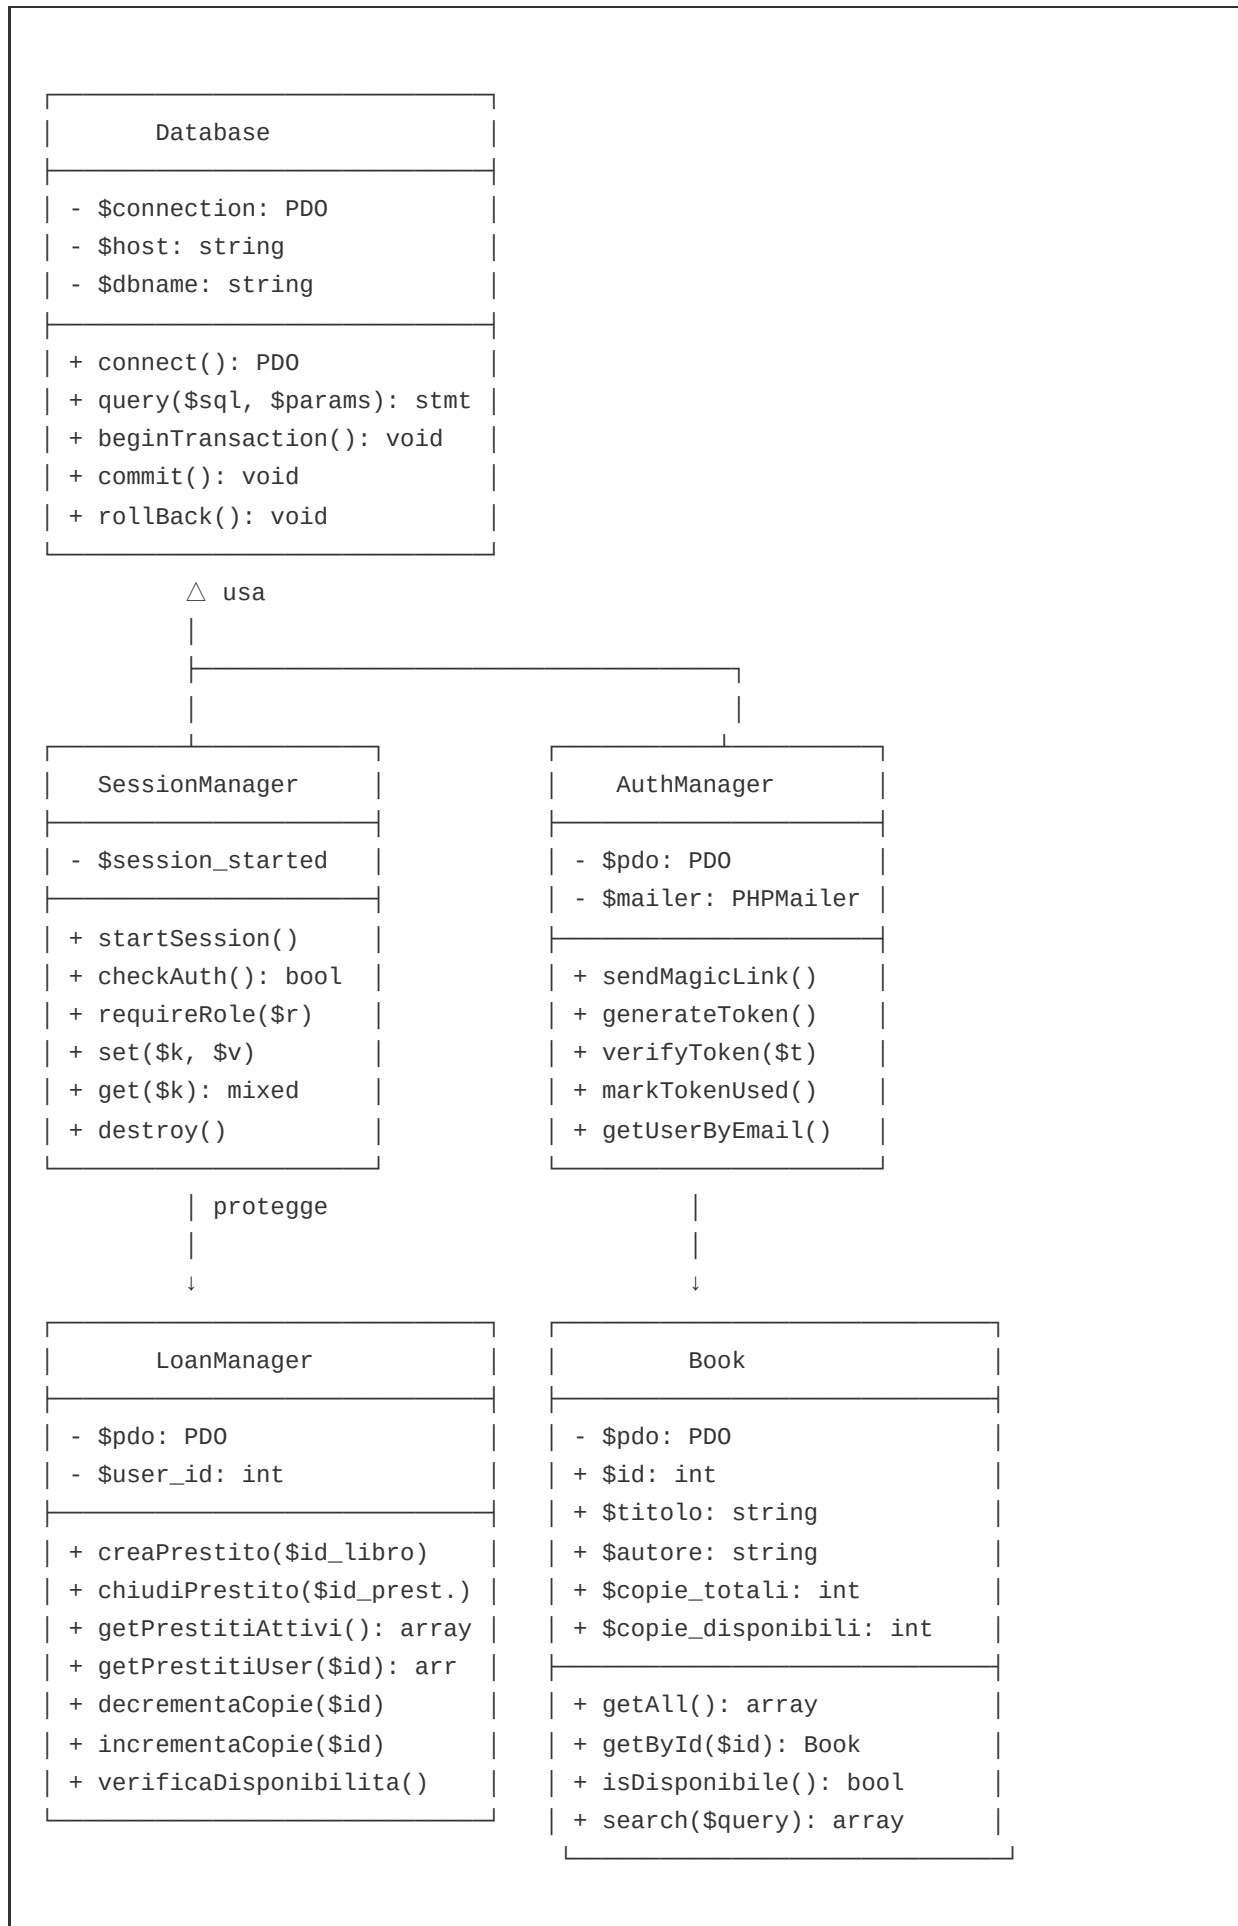 Database
- $connection: PDO
- $host: string
- $dbname: string
+ connect(): PDO
+ query($sql, $params): stmt
+ beginTransaction(): void
+ commit(): void
+ rollBack(): void
△ usa
SessionManager
- $session_started
+ startSession()
+ checkAuth(): bool
+ requireRole($r)
+ set($k, $v)
+ get($k): mixed
+ destroy()
AuthManager
- $pdo: PDO
- $mailer: PHPMailer
+ sendMagicLink()
+ generateToken()
+ verifyToken($t)
+ markTokenUsed()
+ getUserByEmail()
protegge
↓
↓
LoanManager
- $pdo: PDO
- $user_id: int
+ creaPrestito($id_libro)
+ chiudiPrestito($id_prest.)
+ getPrestitiAttivi(): array
+ getPrestitiUser($id): arr
+ decrementaCopie($id)
+ incrementaCopie($id)
+ verificaDisponibilita()
Book
- $pdo: PDO
+ $id: int
+ $titolo: string
+ $autore: string
+ $copie_totali: int
+ $copie_disponibili: int
+ getAll(): array
+ getById($id): Book
+ isDisponibile(): bool
+ search($query): array